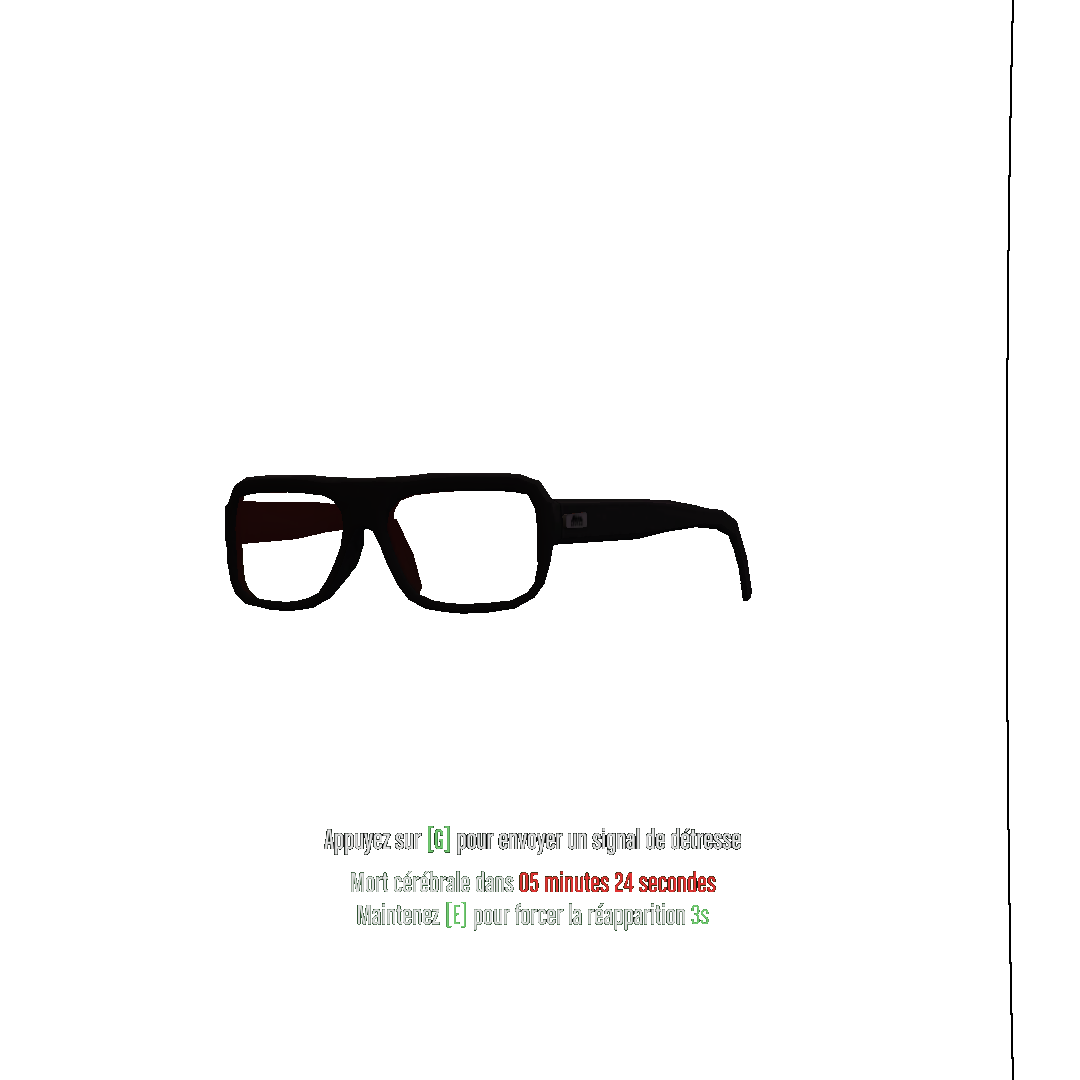 Appuyez sur [G] pour envoyer un signal de détresse
Mort cérébrale dans 05 minutes 24 secondes
Maintenez [E] pour forcer la réapparition 3s